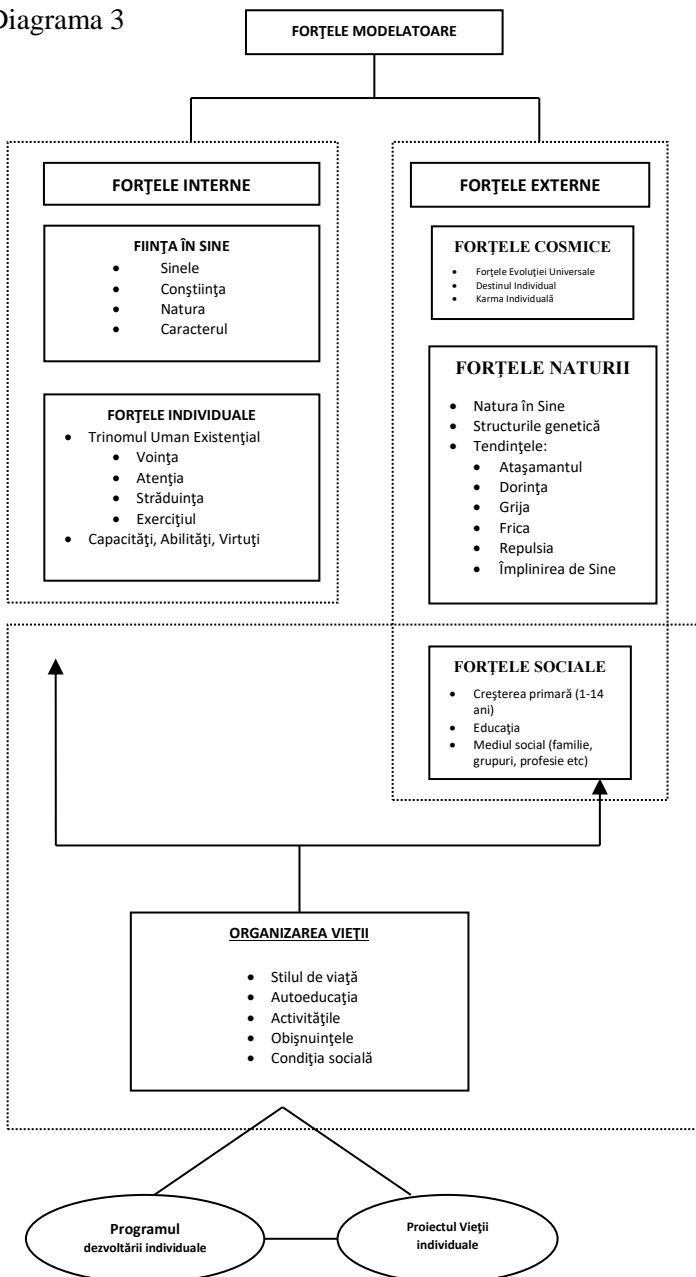 Diagrama 3
FORŢELE MODELATOARE
FORŢELE INTERNE
FIINŢA ÎN SINE
• Sinele
• Conştiinţa
• Natura
• Caracterul
FORŢELE INDIVIDUALE
• Trinomul Uman Existenţial
• Voinţa
• Atenţia
• Străduinţa
• Exerciţiul
• Capacităţi, Abilităţi, Virtuţi
FORŢELE EXTERNE
FORŢELE COSMICE
• Forţele Evoluţiei Universale
• Destinul Individual
• Karma Individuală
FORŢELE NATURII
• Natura în Sine
• Structurile genetică
• Tendinţele:
• Ataşamantul
• Dorinţa
• Grija
• Frica
• Repulsia
• Împlinirea de Sine
FORŢELE SOCIALE
• Creşterea primară (1-14
ani)
• Educaţia
• Mediul social (familie,
grupuri, profesie etc)
ORGANIZAREA VIEŢII
• Stilul de viaţă
• Autoeducaţia
• Activităţile
• Obişnuinţele
• Condiţia socială
Programul
dezvoltării individuale
Proiectul Vieţii
individuale